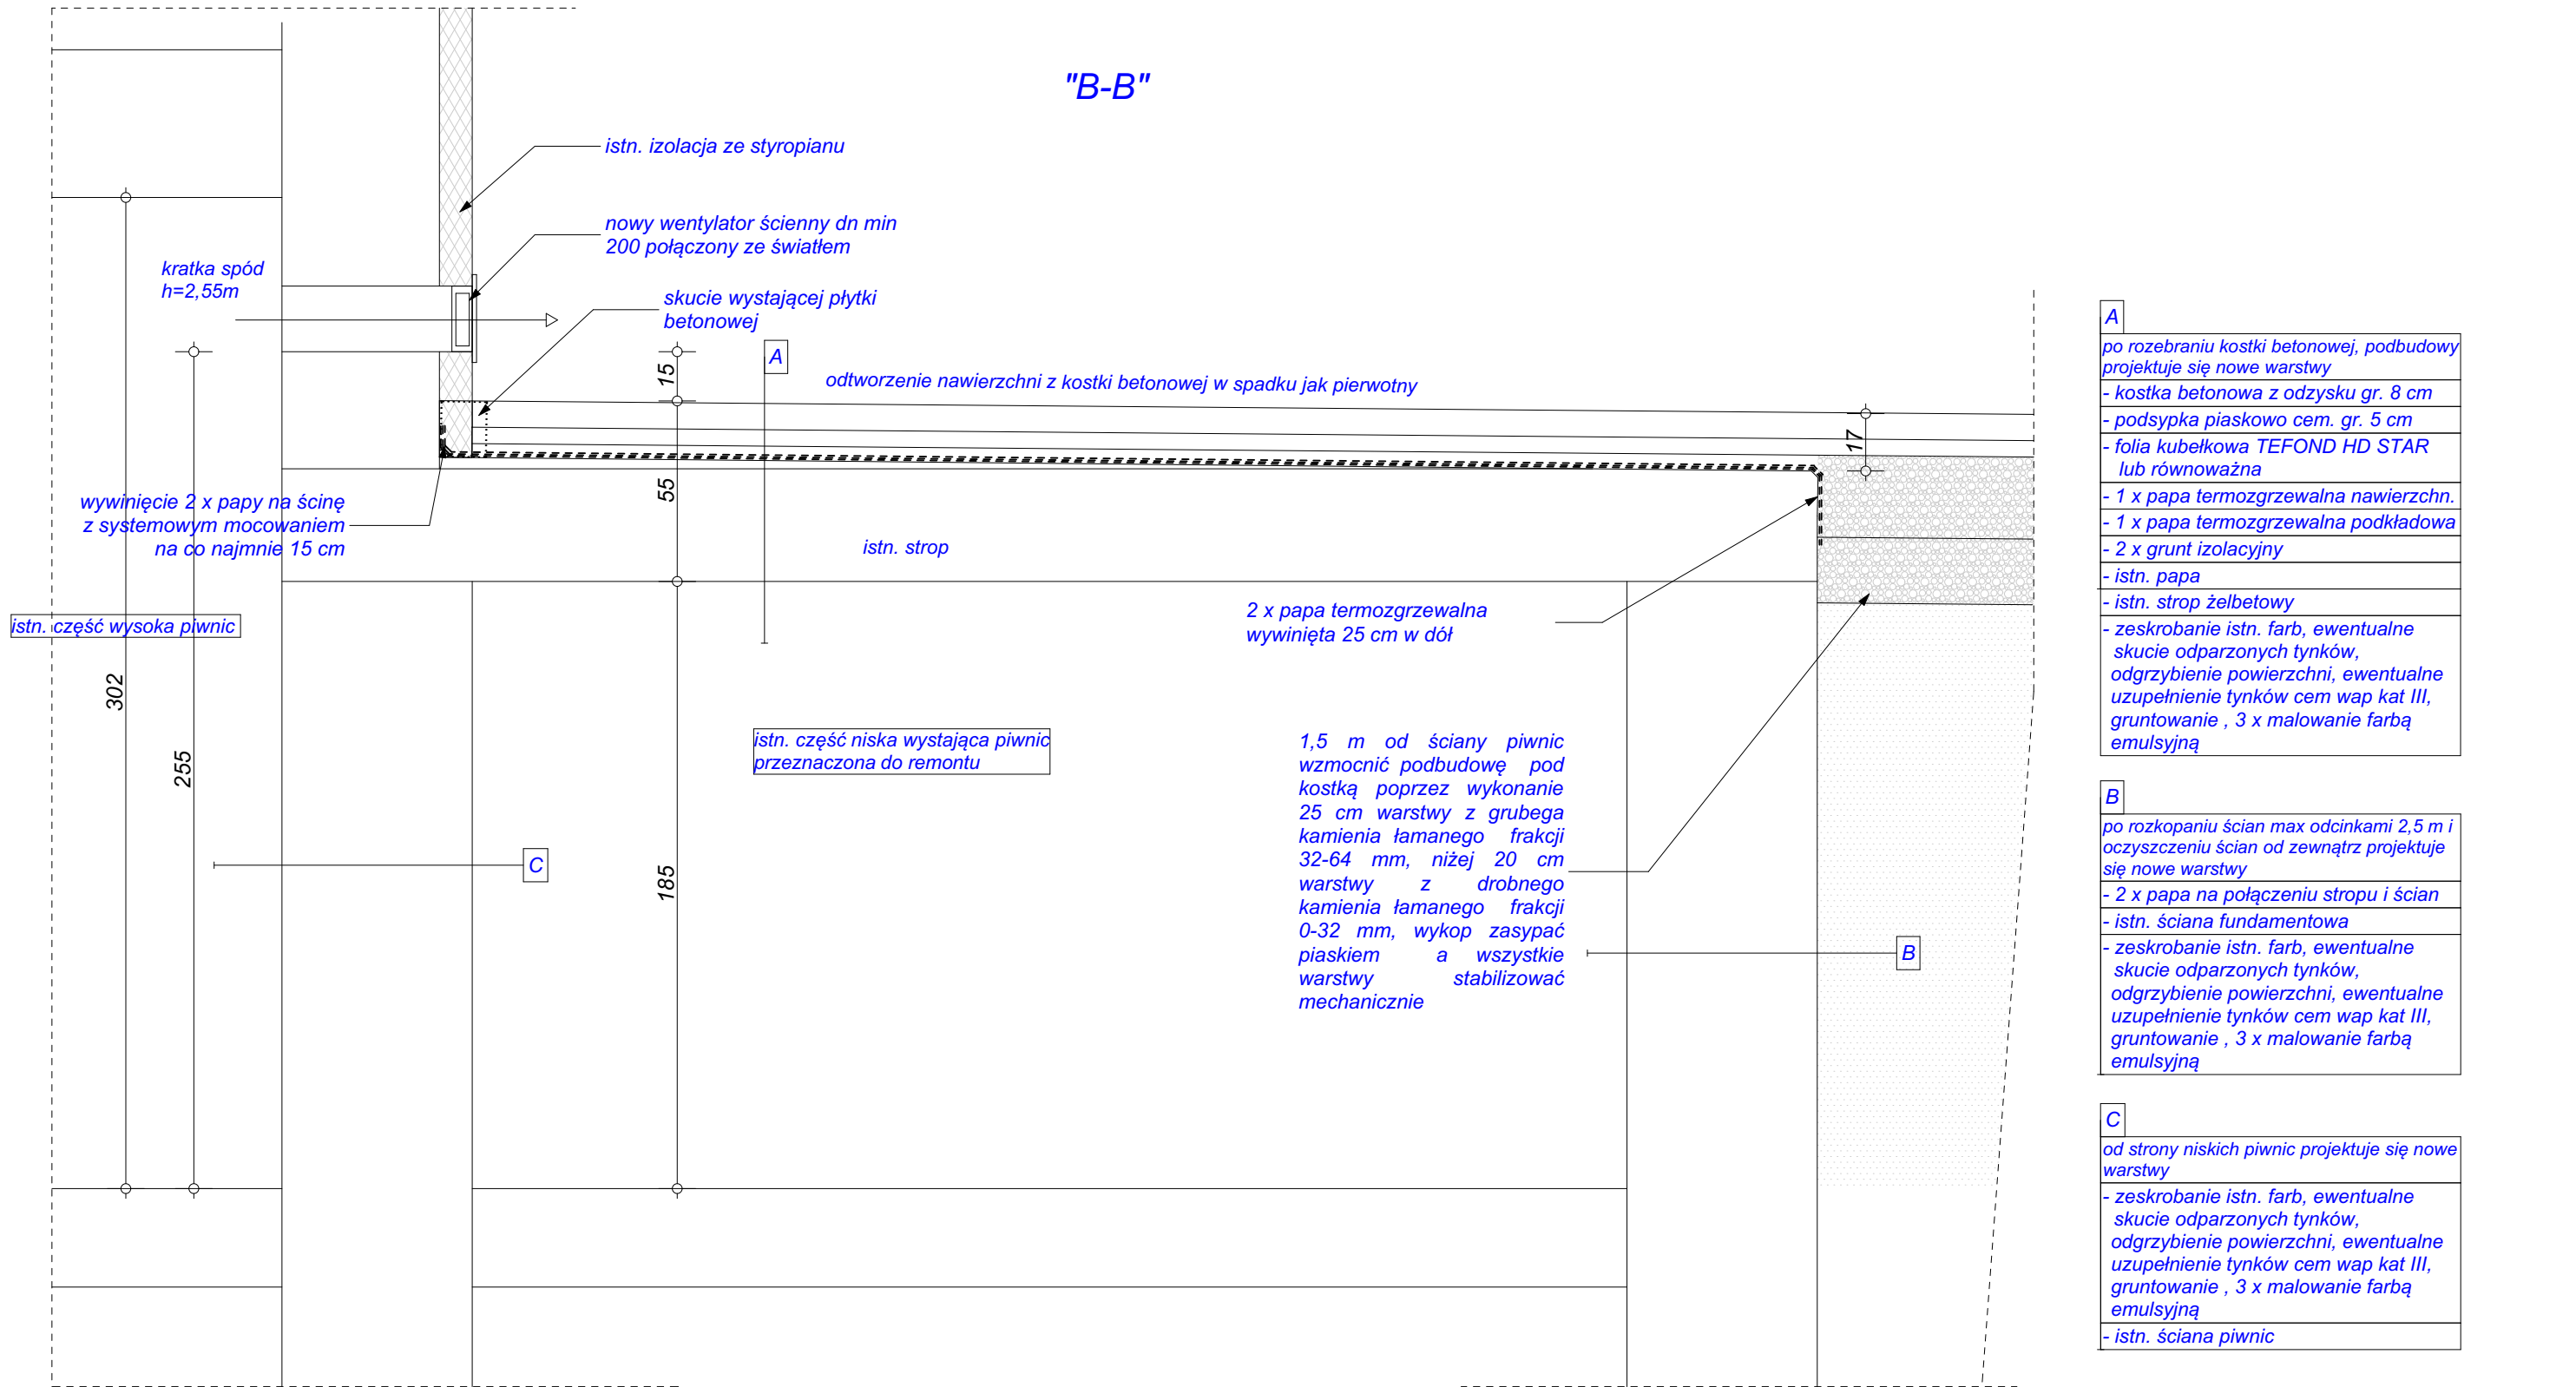 "B-B"
istn. izolacja ze styropianu
nowy wentylator ścienny dn min
200 połączony ze światłem
kratka spód
h=2,55m
skucie wystającej płytki
betonowej
15
A
odtworzenie nawierzchni z kostki betonowej w spadku jak pierwotny
17
55
wywinięcie 2 x papy na ścinę
z systemowym mocowaniem
na co najmnie 15 cm
istn. strop
istn. część wysoka piwnic
2 x papa termozgrzewalna
wywinięta 25 cm w dół
302
255
185
istn. część niska wystająca piwnic
przeznaczona do remontu
1,5 m od ściany piwnic
wzmocnić podbudowę pod
kostką poprzez wykonanie
25 cm warstwy z grubega
kamienia łamanego frakcji
32-64 mm, niżej 20 cm
warstwy z drobnego
kamienia łamanego frakcji
0-32 mm, wykop zasypać
piaskiem a wszystkie
warstwy stabilizować
mechanicznie
C
B
A
po rozebraniu kostki betonowej, podbudowy
projektuje się nowe warstwy
- kostka betonowa z odzysku gr. 8 cm
- podsypka piaskowo cem. gr. 5 cm
- folia kubełkowa TEFOND HD STAR
lub równoważna
- 1 x papa termozgrzewalna nawierzchn.
- 1 x papa termozgrzewalna podkładowa
- 2 x grunt izolacyjny
- istn. papa
- istn. strop żelbetowy
- zeskrobanie istn. farb, ewentualne
skucie odparzonych tynków,
odgrzybienie powierzchni, ewentualne
uzupełnienie tynków cem wap kat III,
gruntowanie , 3 x malowanie farbą
emulsyjną
B
po rozkopaniu ścian max odcinkami 2,5 m i
oczyszczeniu ścian od zewnątrz projektuje
się nowe warstwy
- 2 x papa na połączeniu stropu i ścian
- istn. ściana fundamentowa
- zeskrobanie istn. farb, ewentualne
skucie odparzonych tynków,
odgrzybienie powierzchni, ewentualne
uzupełnienie tynków cem wap kat III,
gruntowanie , 3 x malowanie farbą
emulsyjną
C
od strony niskich piwnic projektuje się nowe
warstwy
- zeskrobanie istn. farb, ewentualne
skucie odparzonych tynków,
odgrzybienie powierzchni, ewentualne
uzupełnienie tynków cem wap kat III,
gruntowanie , 3 x malowanie farbą
emulsyjną
- istn. ściana piwnic